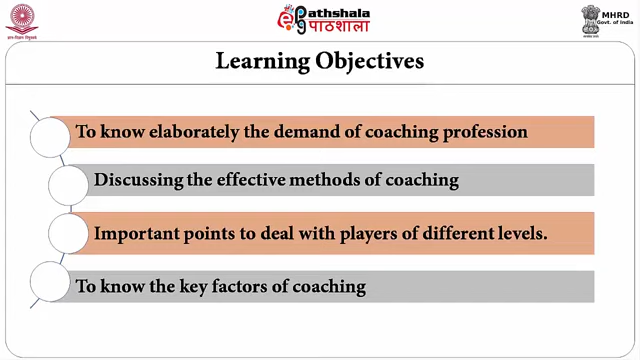 Pathshala
पाठशाला
MHRD
Govt. of India
Learning Objectives
To know elaborately the demand of coaching profession
Discussing the effective methods of coaching
Important points to deal with players of different levels.
To know the key factors of coaching